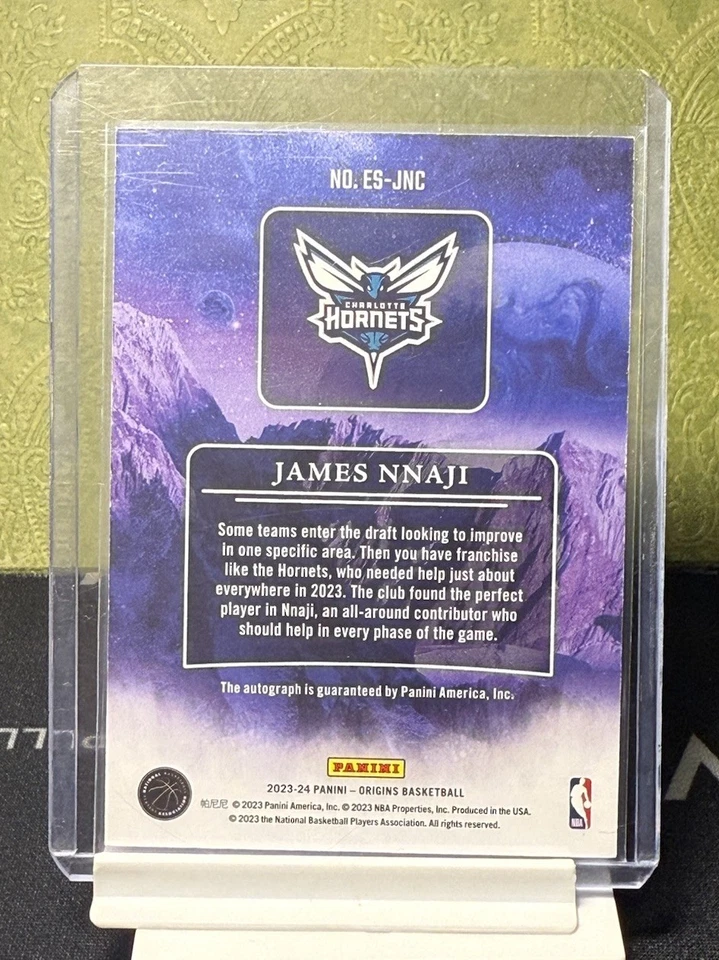 NO. ES-JNC
CHARLOTTE
HORNETS
JAMES NNAJI
Some teams enter the draft looking to improve
in one specific area. Then you have franchise
like the Hornets, who needed help just about
everywhere in 2023. The club found the perfect
player in Nnaji, an all-around contributor who
should help in every phase of the game.
The autograph is guaranteed by Panini America, Inc.
PANINI
2023-24 PANINI – ORIGINS BASKETBALL
帕尼尼 © 2023 Panini America, Inc. © 2023 NBA Properties, Inc. Produced in the USA.
© 2023 the National Basketball Players Association. All rights reserved.
NATIONAL BASKETBALL
ASSOCIATION
NBA